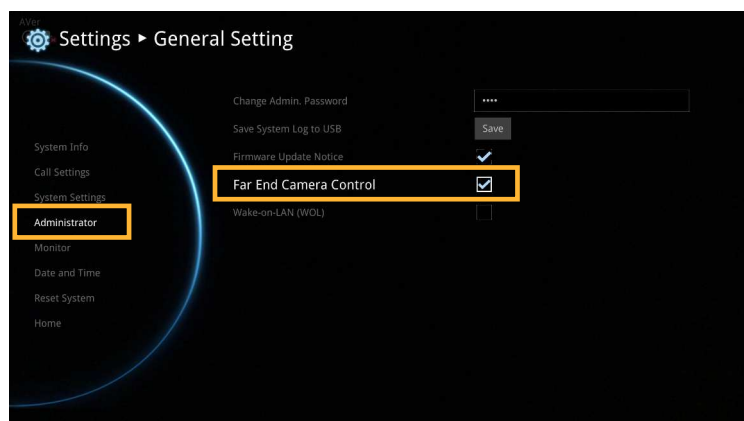 AVer
Settings ► General Setting
Change Admin. Password ••••
Save System Log to USB Save
Firmware Update Notice
Far End Camera Control
Wake-on-LAN (WOL)
System Info
Call Settings
System Settings
Administrator
Monitor
Date and Time
Reset System
Home